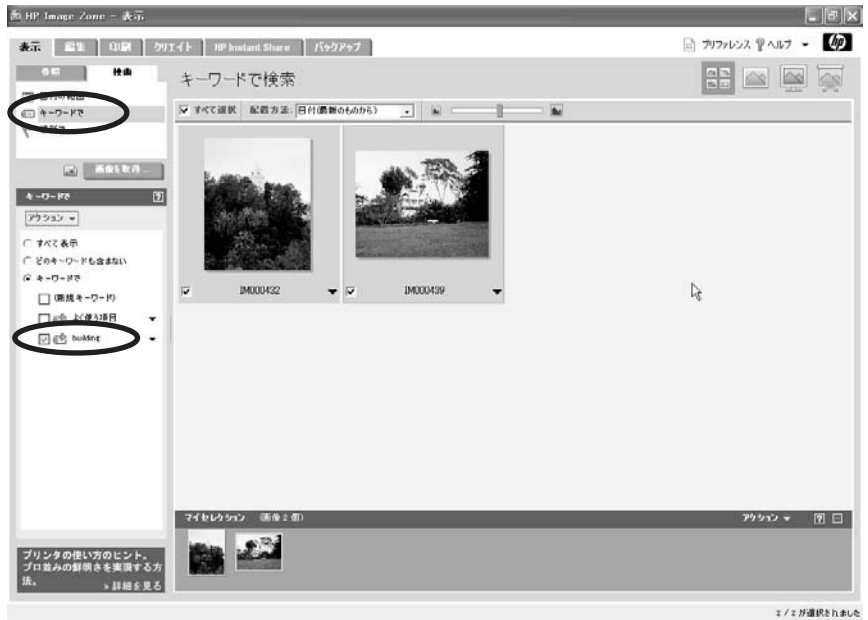 HP Image Zone - 表示
表示 編集 印刷 クリエイト HP Instant Share バックアップ
プリファレンス ヘルプ
hp
検索
キーワードで検索
キーワードで
すべて選択 配置方法: 日付(最新のものから)
画像を取得...
キーワードで ?
アクション
すべて表示
どのキーワードも含まない
キーワードで
(新規キーワード)
よく使う項目
building
IM000432
IM000439
マイセレクション (画像 2 個)
アクション ?
プリンタの使い方のヒント。
プロ並みの鮮明さを実現する方
法。
» 詳細を見る
2 / 2 が選択されました